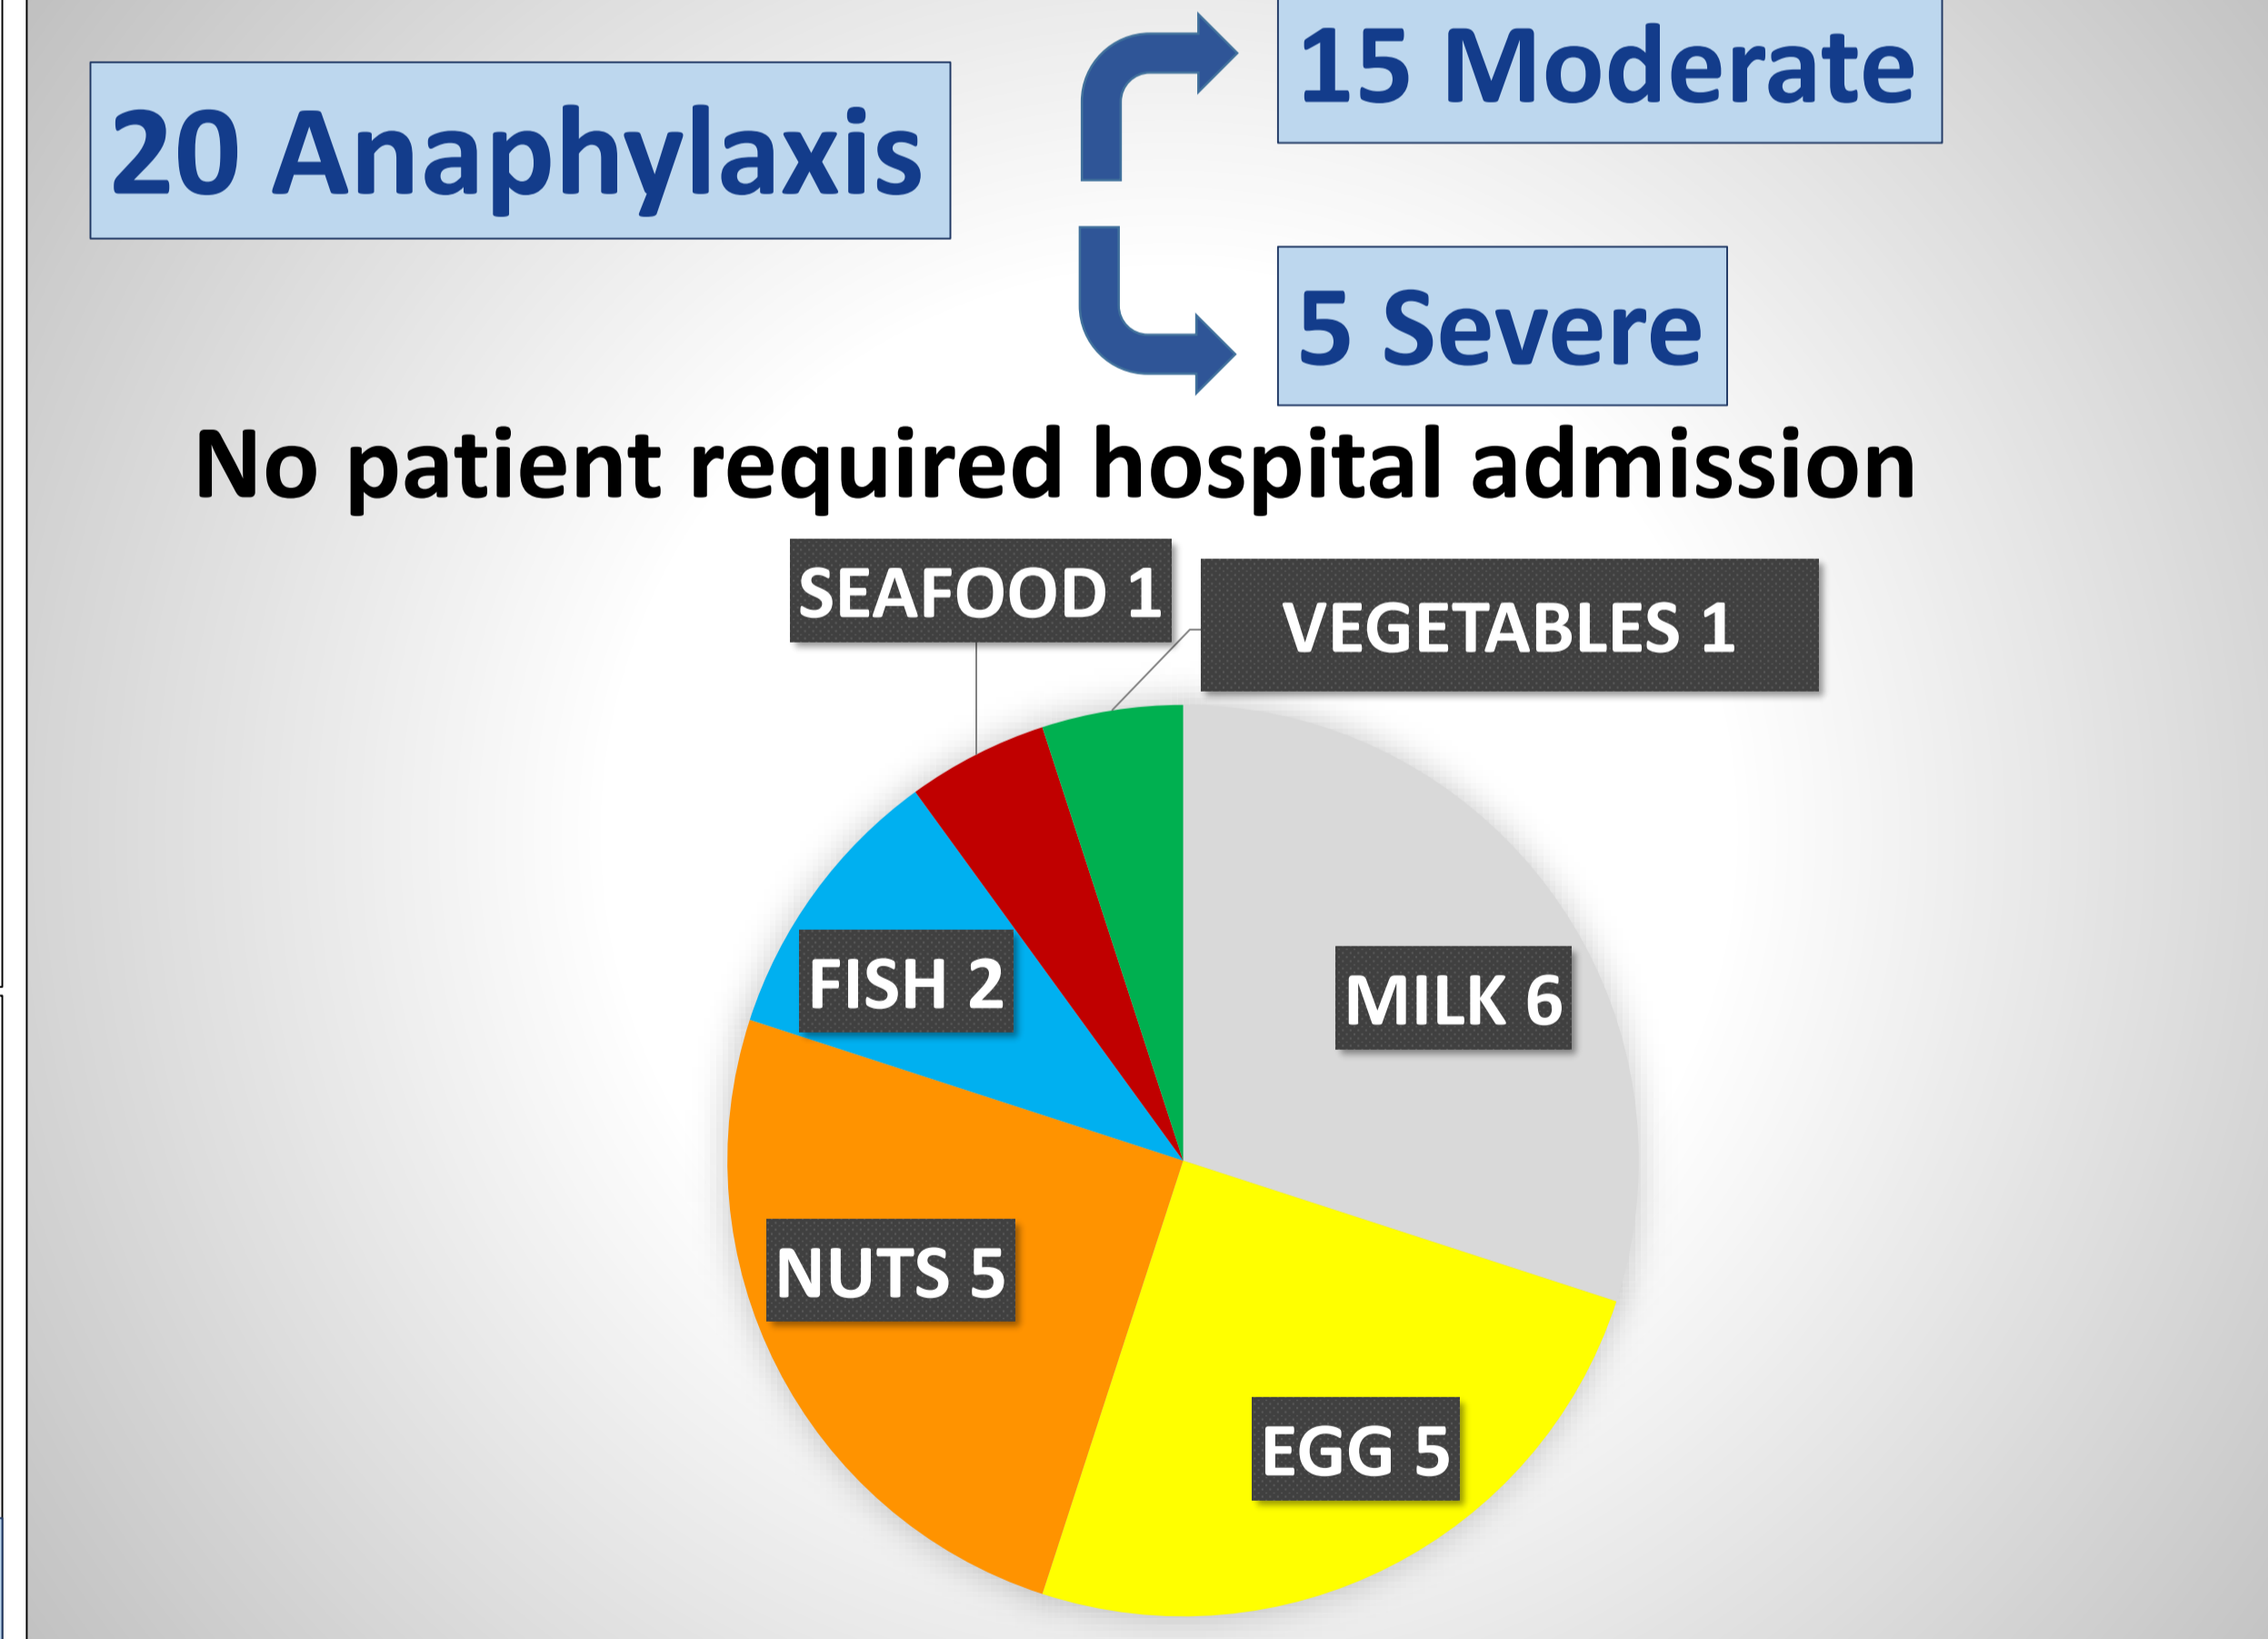 15 Moderate
20 Anaphylaxis
5 Severe
No patient required hospital admission
SEAFOOD 1
VEGETABLES 1
FISH 2
MILK 6
NUTS 5
EGG 5